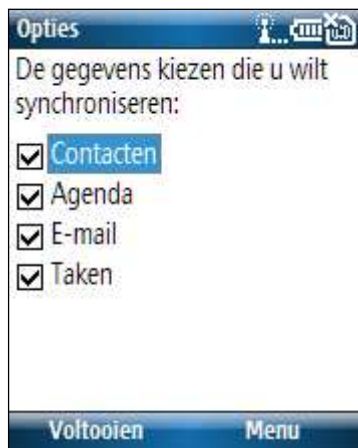 Opties
De gegevens kiezen die u wilt
synchroniseren:
Contacten
Agenda
E-mail
Taken
Voltooien Menu